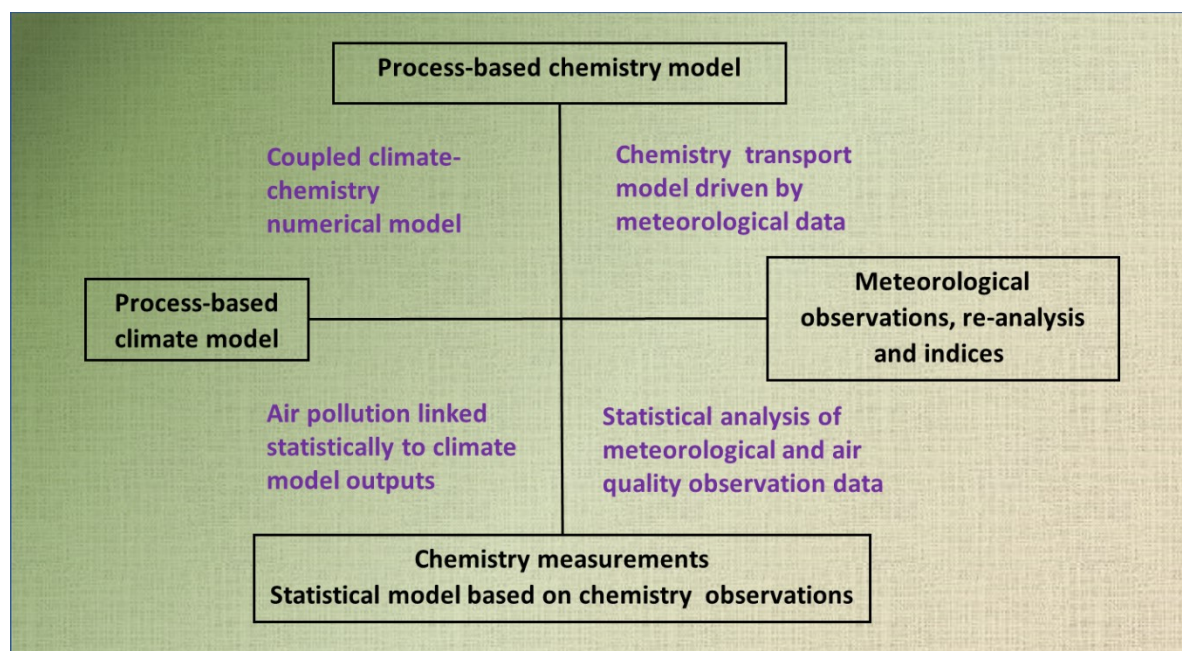 Process-based chemistry model
Coupled climate-
chemistry
numerical model
Chemistry transport
model driven by
meteorological data
Process-based
climate model
Meteorological
observations, re-analysis
and indices
Air pollution linked
statistically to climate
model outputs
Statistical analysis of
meteorological and air
quality observation data
Chemistry measurements
Statistical model based on chemistry observations